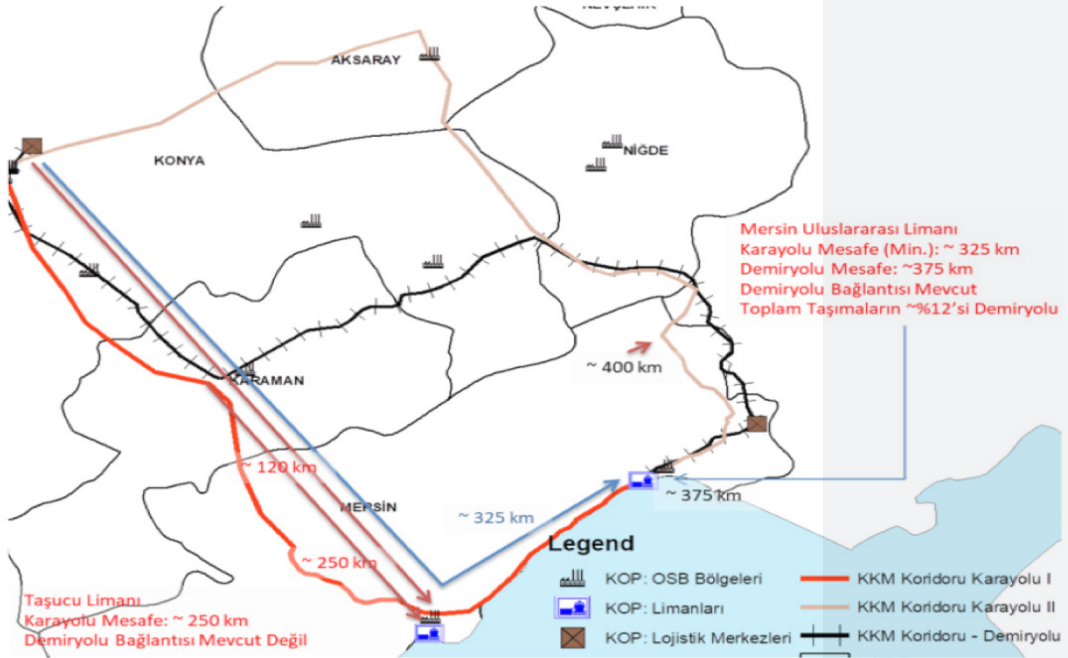 AKSARAY
KONYA
NİĞDE
Mersin Uluslararası Limanı
Karayolu Mesafe (Min.): ~ 325 km
Demiryolu Mesafe: ~375 km
Demiryolu Bağlantısı Mevcut
Toplam Taşımaların ~%12'si Demiryolu
~ 400 km
KARAMAN
~ 120 km
MERSİN
~ 375 km
~ 325 km
~ 250 km
Taşucu Limanı
Karayolu Mesafe: ~ 250 km
Demiryolu Bağlantısı Mevcut Değil
Legend
KOP: OSB Bölgeleri
KOP: Limanları
KOP: Lojistik Merkezleri
KKM Koridoru Karayolu I
KKM Koridoru Karayolu II
KKM Koridoru - Demiryolu